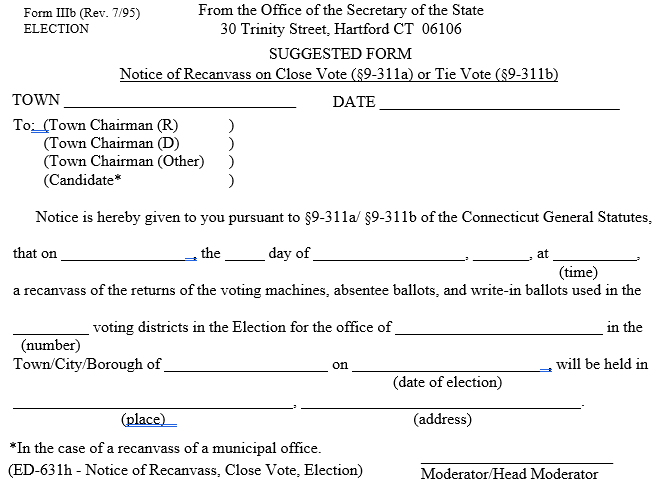 Form IIIb (Rev. 7/95) From the Office of the Secretary of the State
ELECTION 30 Trinity Street, Hartford CT 06106
SUGGESTED FORM
Notice of Recanvass on Close Vote (§9-311a) or Tie Vote (§9-311b)
TOWN ____________________ DATE ____________________
To: (Town Chairman (R) )
(Town Chairman (D) )
(Town Chairman (Other) )
(Candidate* )
Notice is hereby given to you pursuant to §9-311a/ §9-311b of the Connecticut General Statutes,
that on _______________, the _____ day of __________________, _______, at __________,
(time)
a recanvass of the returns of the voting machines, absentee ballots, and write-in ballots used in the
_________ voting districts in the Election for the office of _________________________ in the
(number)
Town/City/Borough of ____________________ on ________________________, will be held in
(date of election)
__________________________________, __________________________________.
(place) (address)
*In the case of a recanvass of a municipal office.
(ED-631h - Notice of Recanvass, Close Vote, Election) ______________________
Moderator/Head Moderator